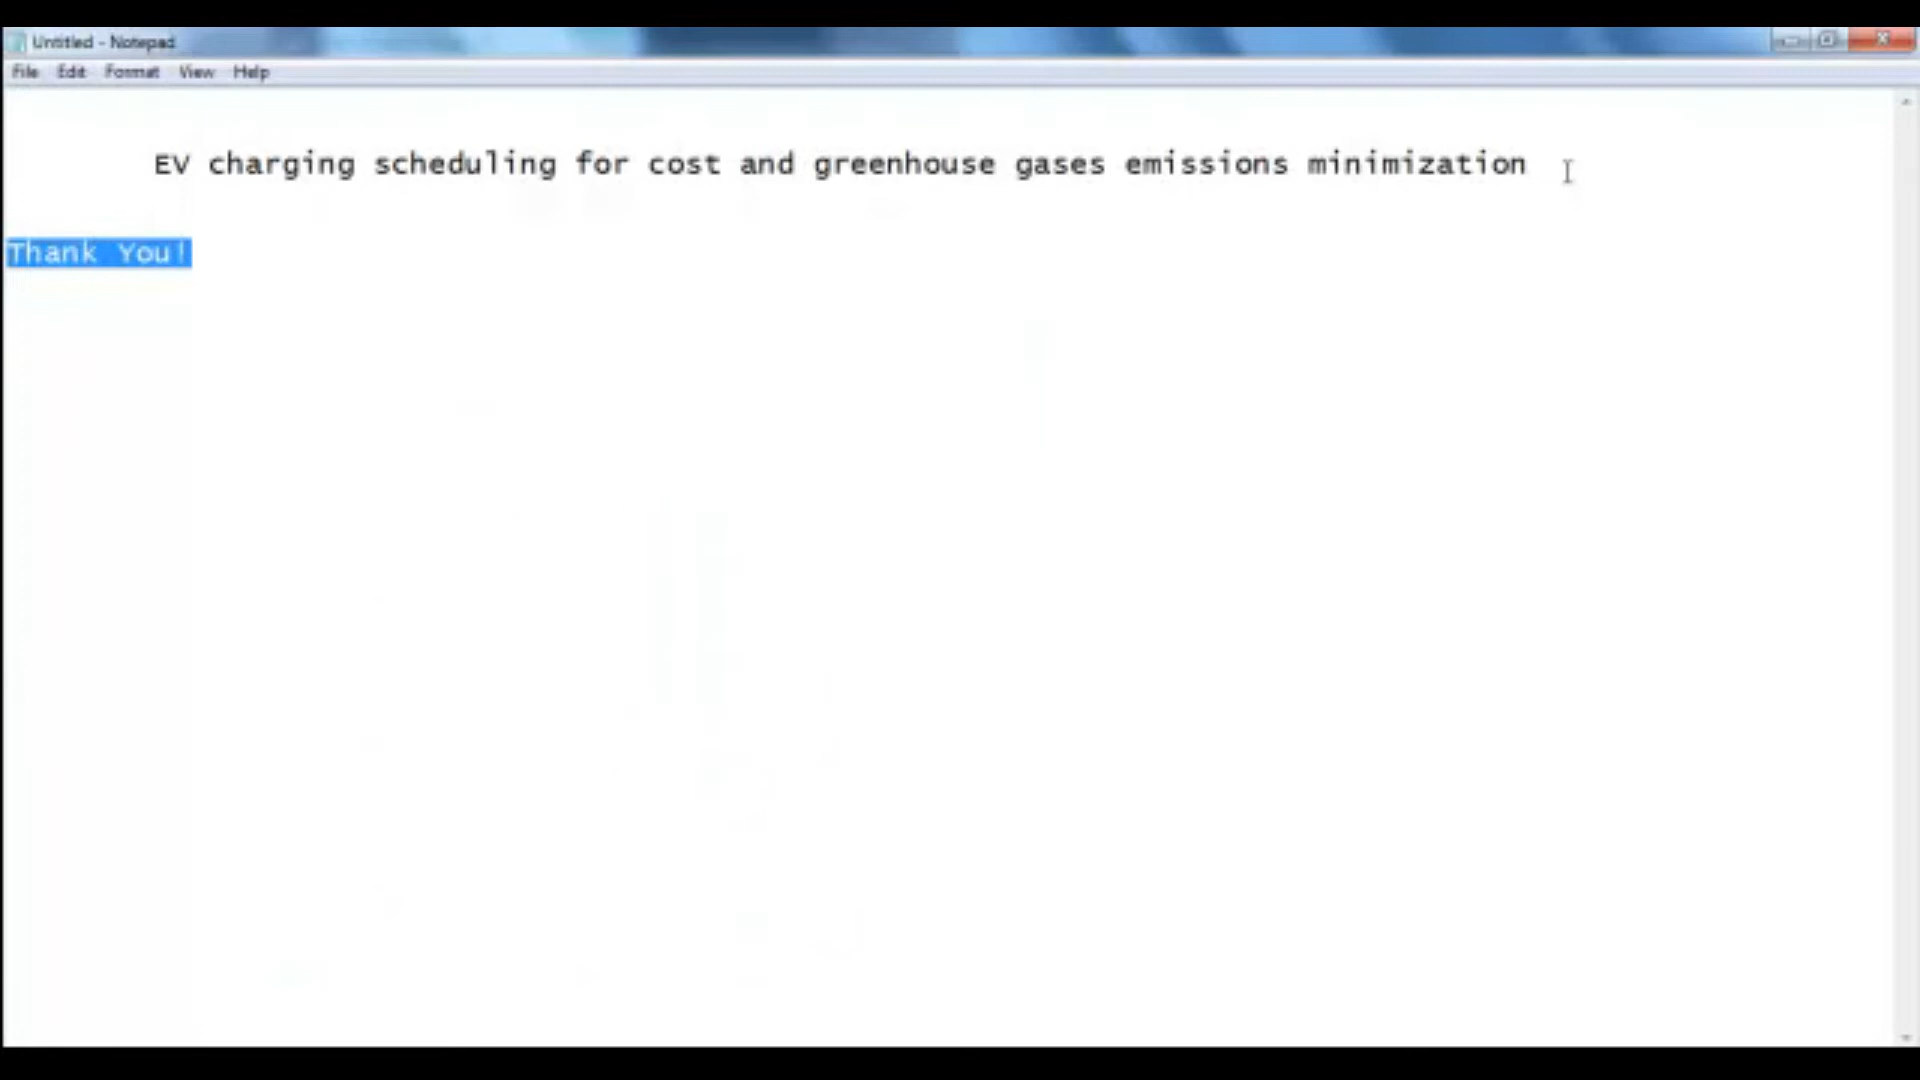 Untitled - Notepad
File Edit Format View Help
EV charging scheduling for cost and greenhouse gases emissions minimization
Thank You!